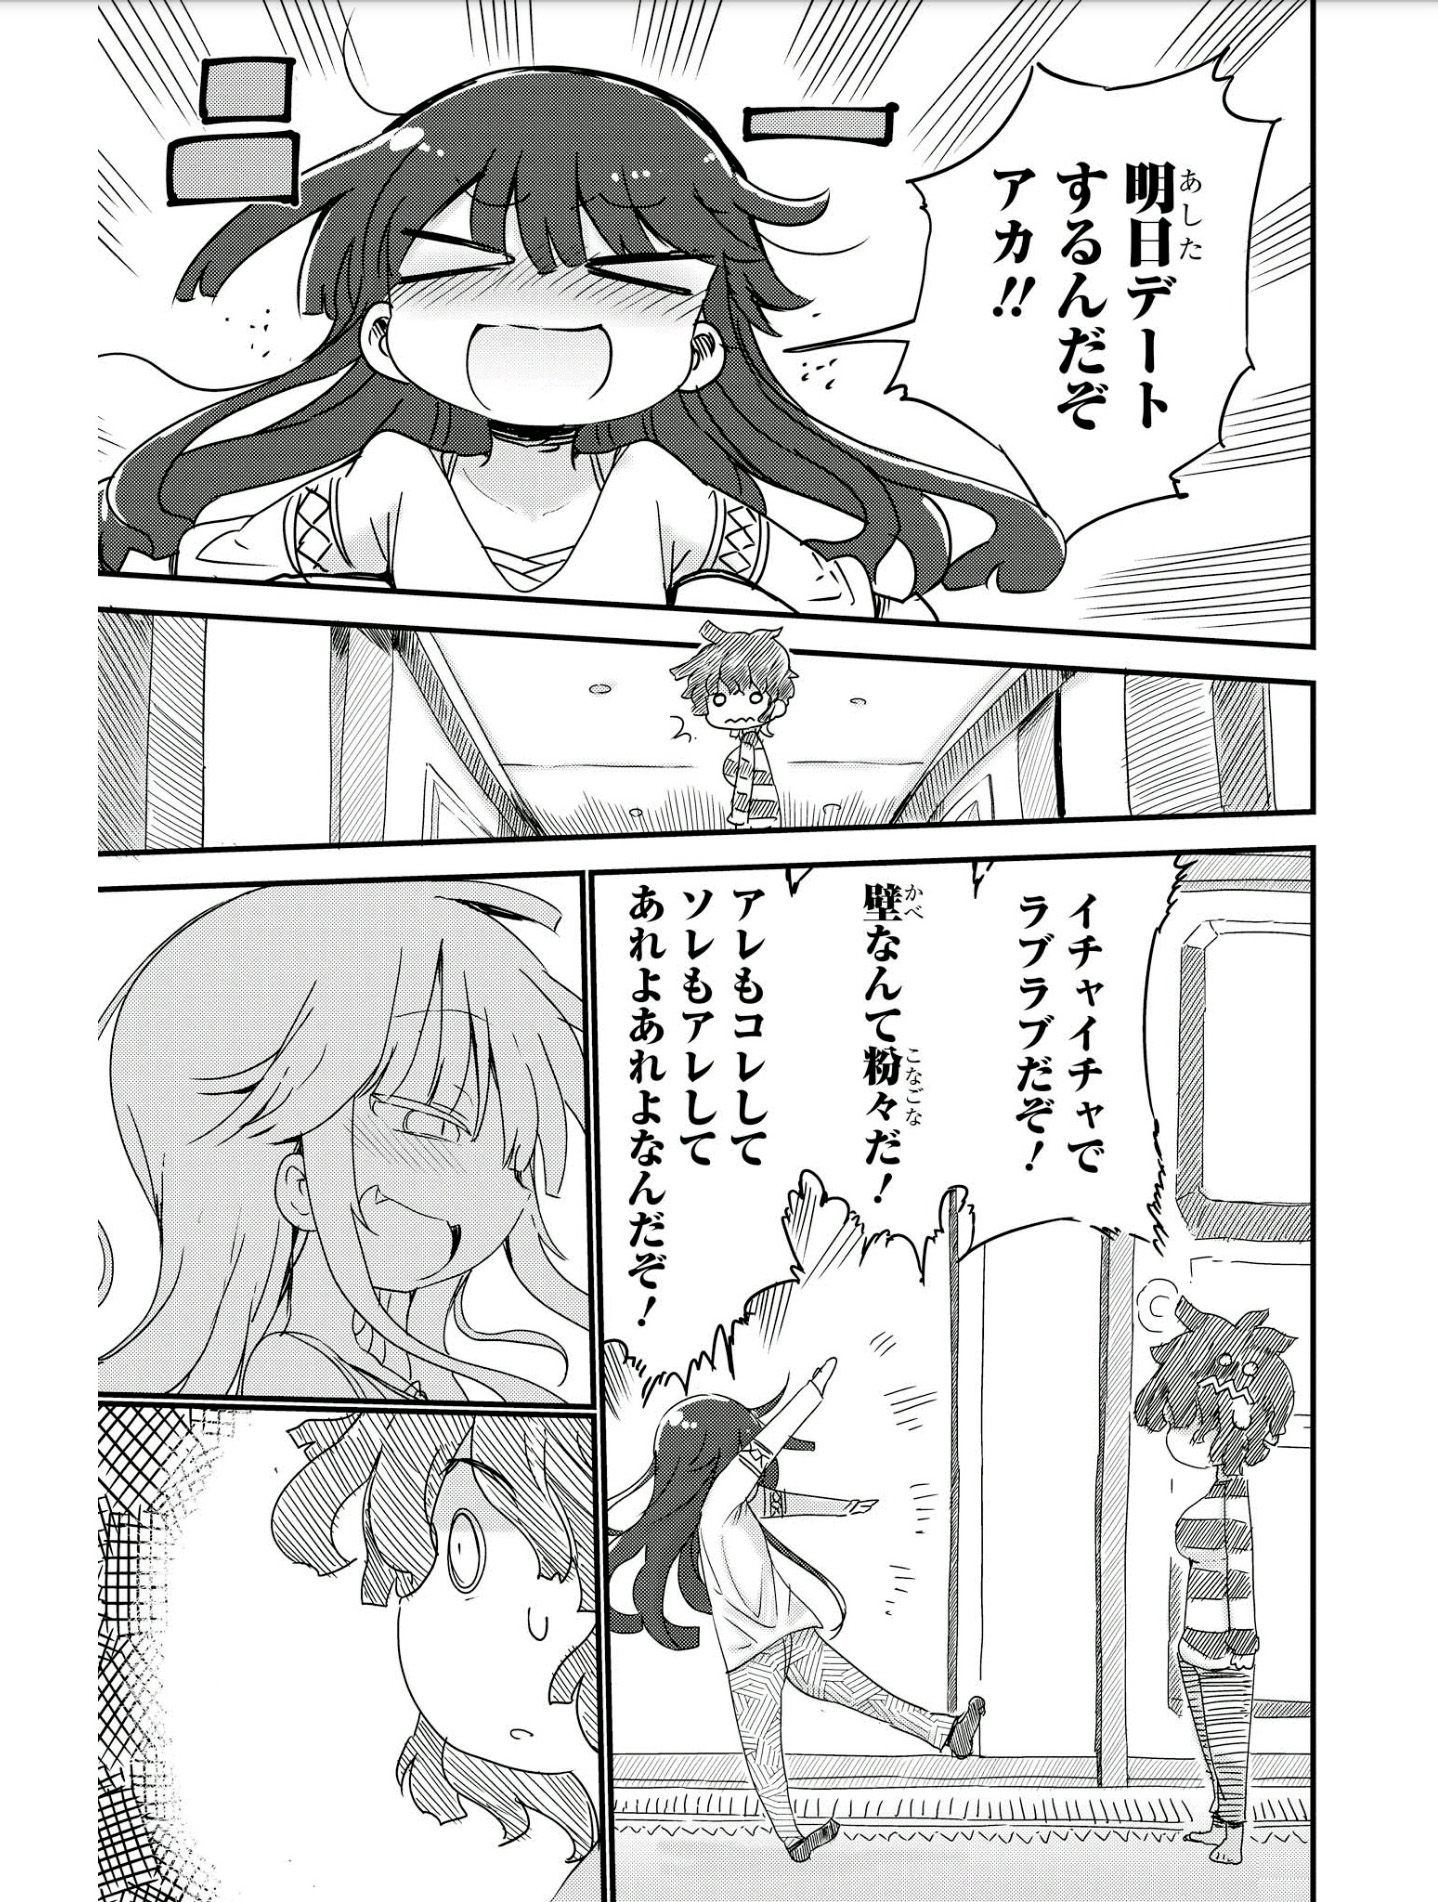 明日デート
するんだぞ
アカ!!
イチャイチャで
ラブラブだぞ!
壁なんて粉々だ!
アレもコレして
ソレもアレして
あれよあれよなんだぞ!